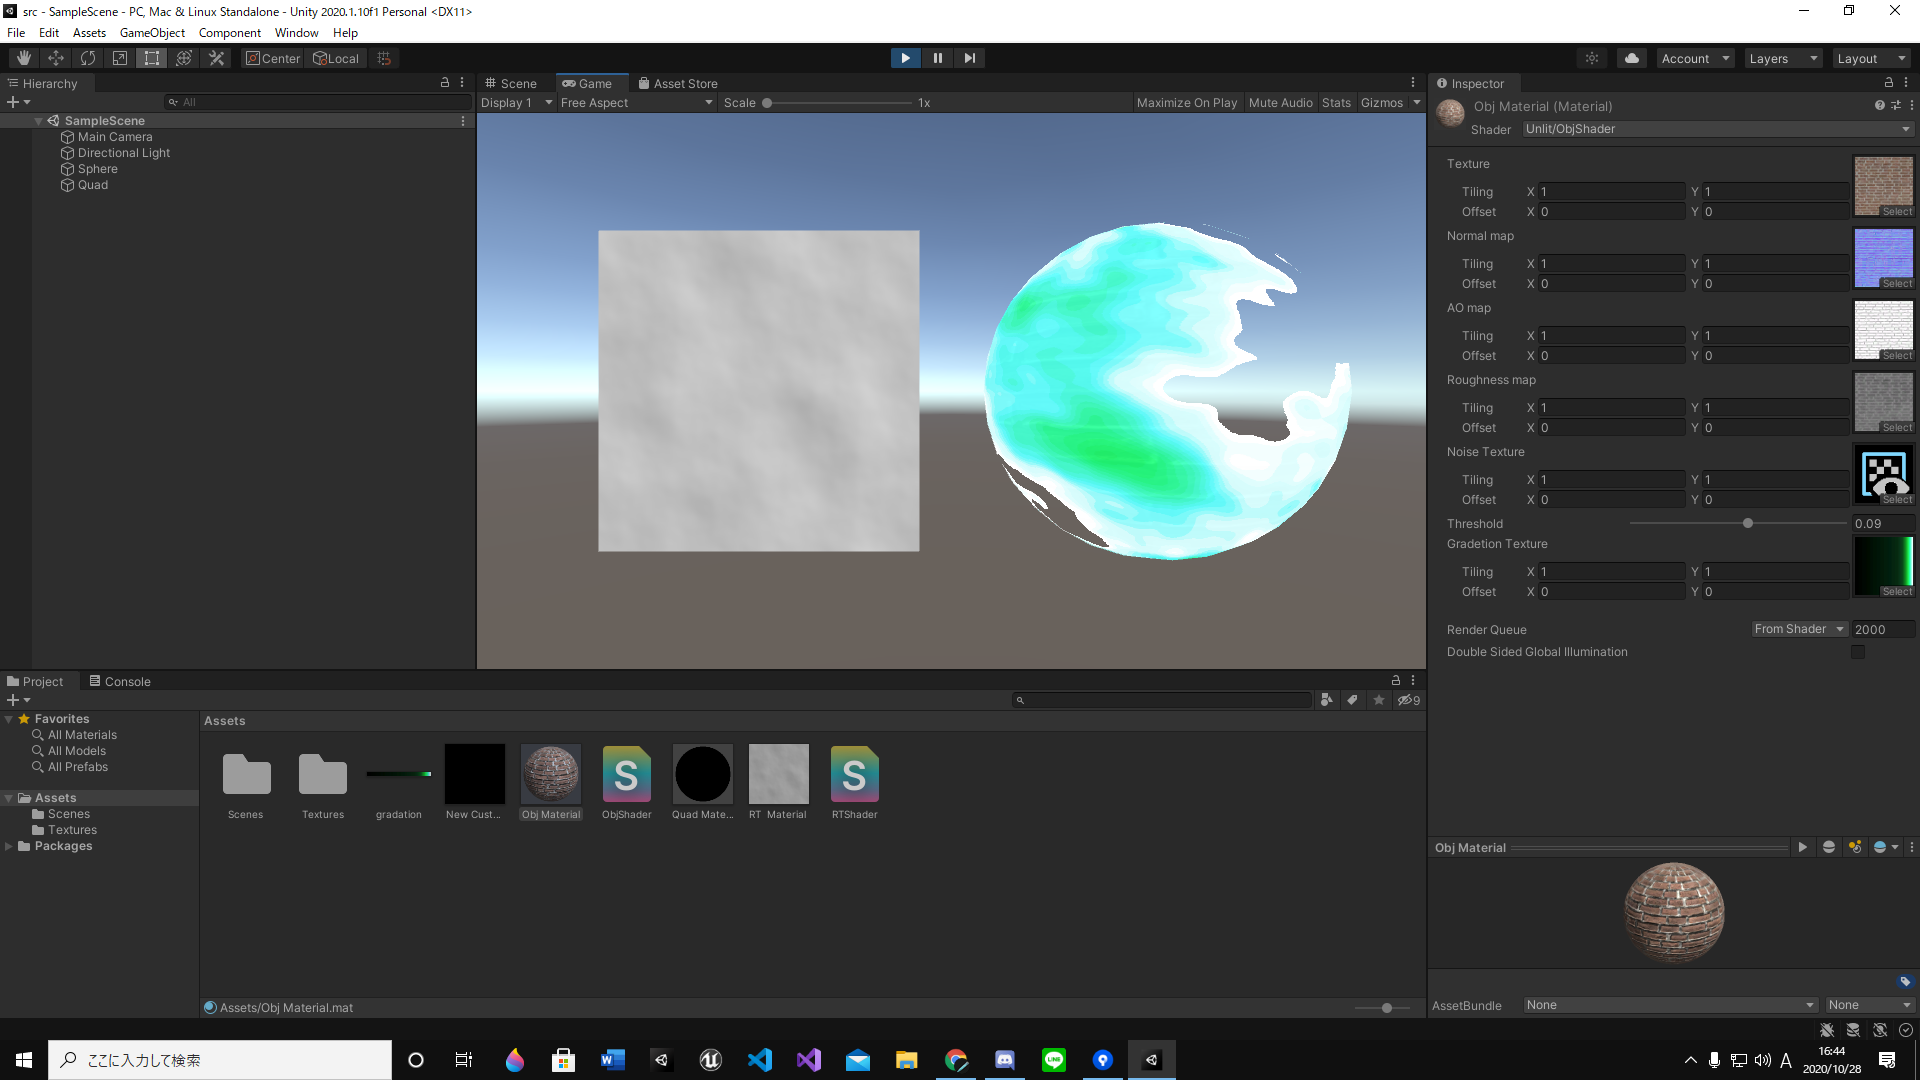 src - SampleScene - PC, Mac & Linux Standalone - Unity 2020.1.10f1 Personal <DX11>
File Edit Assets GameObject Component Window Help
Center Local Account Layers Layout
Hierarchy
All
SampleScene
Main Camera
Directional Light
Sphere
Quad
Scene Game Asset Store
Display 1 Free Aspect Scale 1x Maximize On Play Mute Audio Stats Gizmos
Inspector
Obj Material (Material)
Shader Unlit/ObjShader
Texture
Tiling X 1 Y 1
Offset X 0 Y 0
Select
Normal map
Tiling X 1 Y 1
Offset X 0 Y 0
Select
AO map
Tiling X 1 Y 1
Offset X 0 Y 0
Select
Roughness map
Tiling X 1 Y 1
Offset X 0 Y 0
Select
Noise Texture
Tiling X 1 Y 1
Offset X 0 Y 0
Select
Threshold 0.09
Gradetion Texture
Tiling X 1 Y 1
Offset X 0 Y 0
Select
Render Queue From Shader 2000
Double Sided Global Illumination
Project Console
9
Favorites
All Materials
All Models
All Prefabs
Assets
Scenes
Textures
Packages
Assets
Scenes Textures gradation New Cust... Obj Material ObjShader Quad Mate... RT_Material RTShader
Assets/Obj Material.mat
Obj Material
AssetBundle None None
ここに入力して検索
A
16:44
2020/10/28